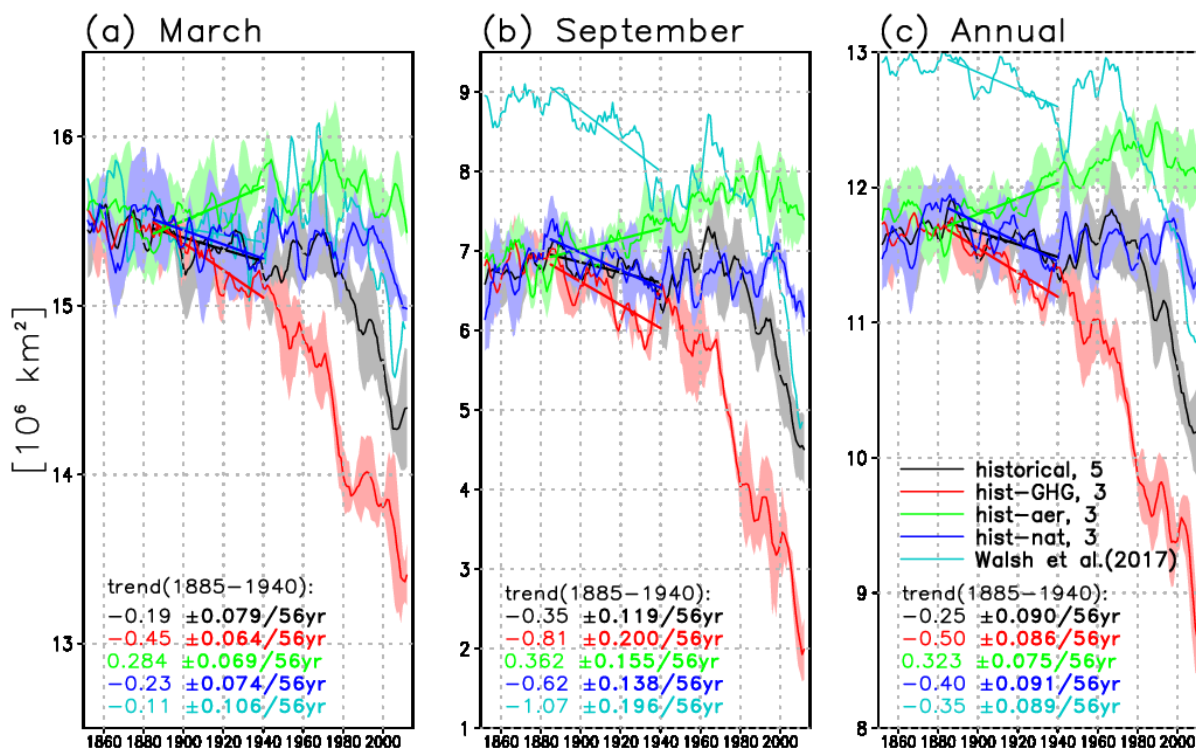 (a) March
(b) September
(c) Annual
[10⁶ km²]
16
15
14
13
9
8
7
6
5
4
3
2
1
13
12
11
10
9
8
historical, 5
hist-GHG, 3
hist-aer, 3
hist-nat, 3
Walsh et al.(2017)
trend(1885-1940):
-0.19 ±0.079/56yr
-0.45 ±0.064/56yr
0.284 ±0.069/56yr
-0.23 ±0.074/56yr
-0.11 ±0.106/56yr
trend(1885-1940):
-0.35 ±0.119/56yr
-0.81 ±0.200/56yr
0.362 ±0.155/56yr
-0.62 ±0.138/56yr
-1.07 ±0.196/56yr
trend(1885-1940):
-0.25 ±0.090/56yr
-0.50 ±0.086/56yr
0.323 ±0.075/56yr
-0.40 ±0.091/56yr
-0.35 ±0.089/56yr
1860 1880 1900 1920 1940 1960 1980 2000
1860 1880 1900 1920 1940 1960 1980 2000
1860 1880 1900 1920 1940 1960 1980 2000